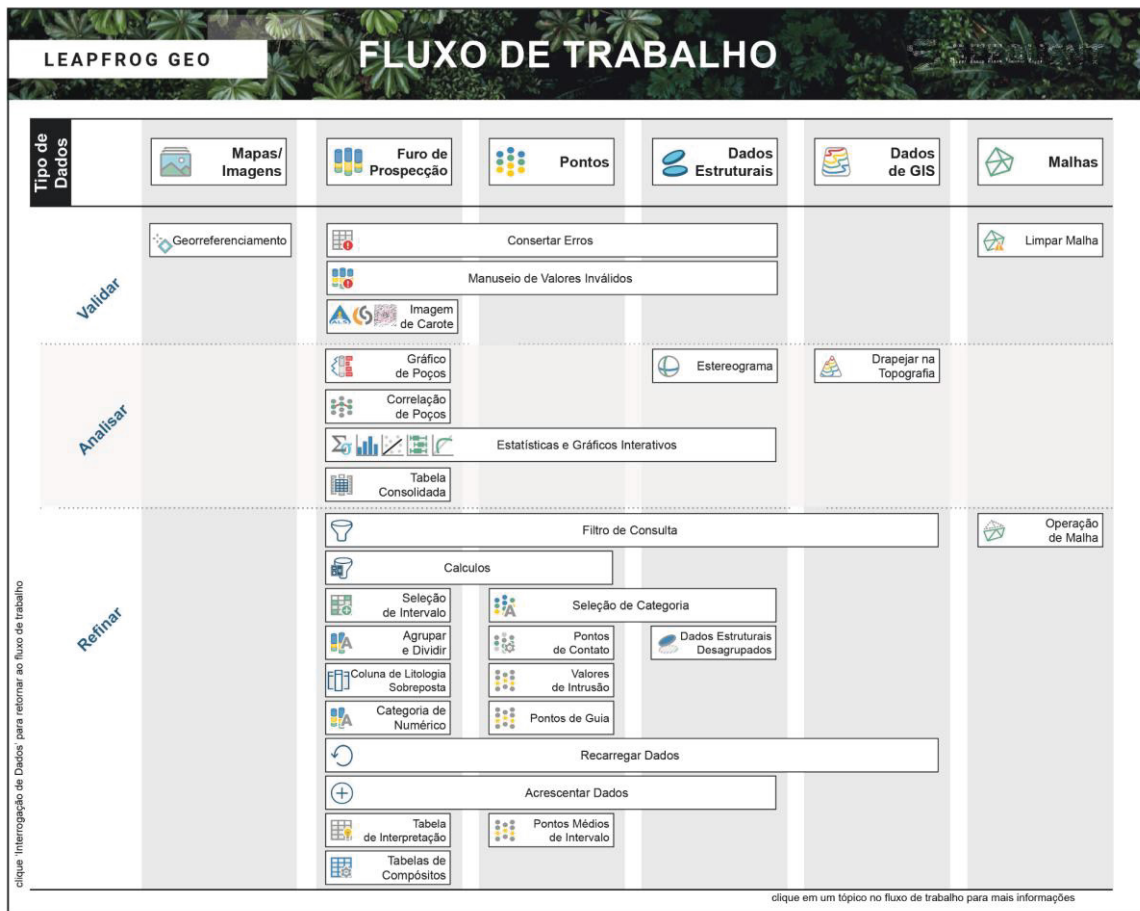 LEAPFROG GEO
FLUXO DE TRABALHO
Tipo de
Dados
Mapas/
Imagens
Furo de
Prospecção
Pontos
Dados
Estruturais
Dados
de GIS
Malhas
Validar
Georreferenciamento
Consertar Erros
Limpar Malha
Manuseio de Valores Inválidos
ALS
Imagem
de Carote
Analisar
Gráfico
de Poços
Estereograma
Drapejar na
Topografia
Correlação
de Poços
Estatísticas e Gráficos Interativos
Tabela
Consolidada
Refinar
Filtro de Consulta
Operação
de Malha
Calculos
Seleção
de Intervalo
Seleção de Categoria
Agrupar
e Dividir
Pontos
de Contato
Dados Estruturais
Desagrupados
Coluna de Litologia
Sobreposta
Valores
de Intrusão
Categoria de
Numérico
Pontos de Guia
Recarregar Dados
Acrescentar Dados
Tabela
de Interpretação
Pontos Médios
de Intervalo
Tabelas de
Compósitos
clique 'Interrogação de Dados' para retornar ao fluxo de trabalho
clique em um tópico no fluxo de trabalho para mais informações